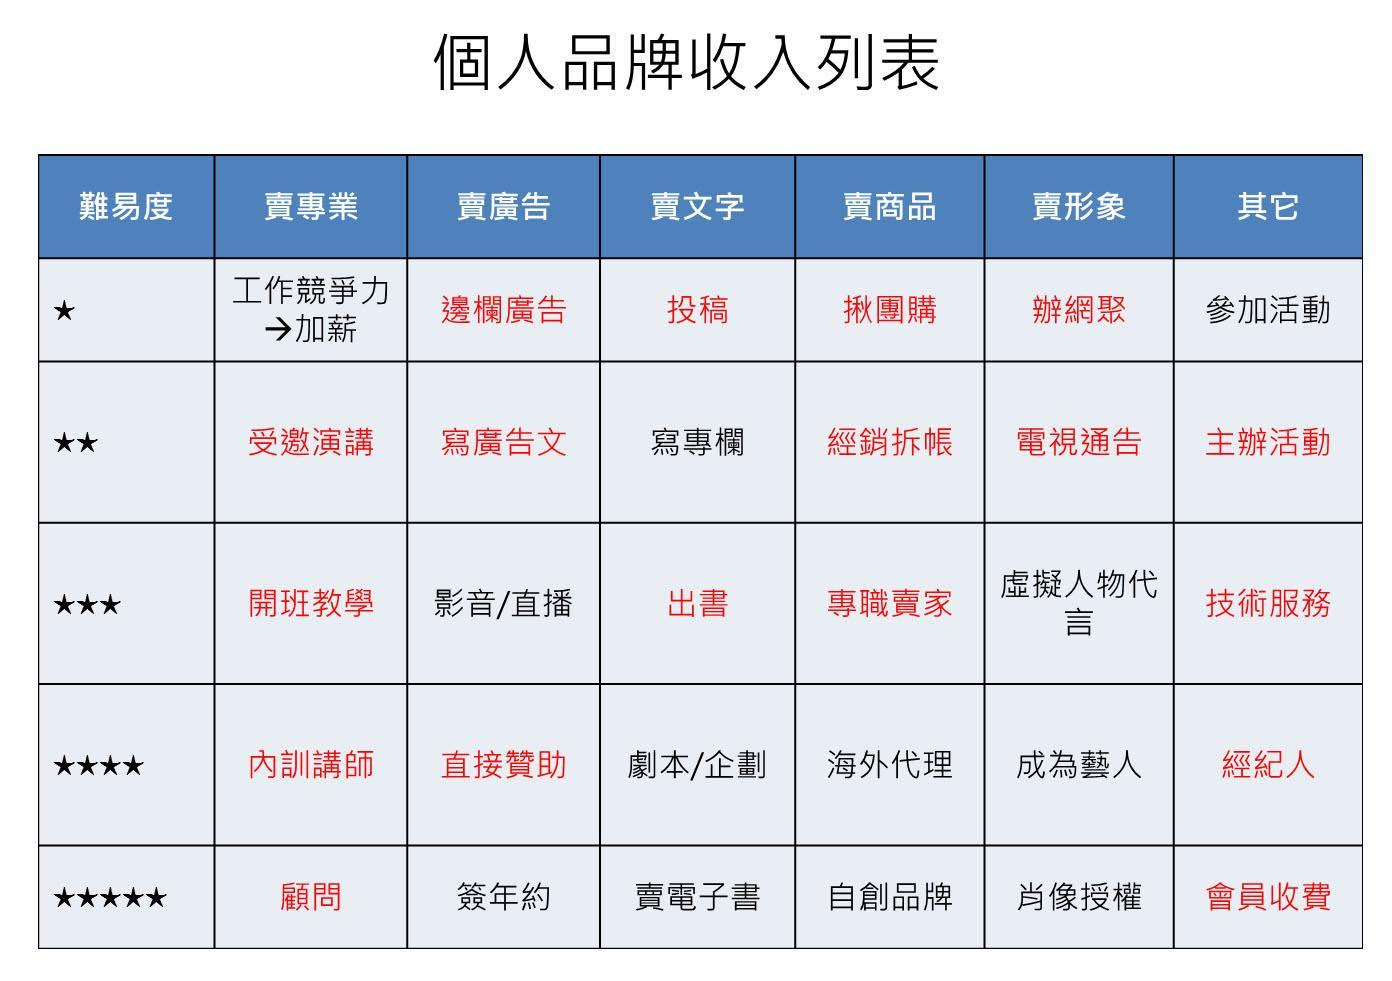 個人品牌收入列表
難易度 賣專業 賣廣告 賣文字 賣商品 賣形象 其它
★ 工作競爭力→加薪 邊欄廣告 投稿 揪團購 辦網聚 參加活動
★★ 受邀演講 寫廣告文 寫專欄 經銷拆帳 電視通告 主辦活動
★★★ 開班教學 影音/直播 出書 專職賣家 虛擬人物代言 技術服務
★★★★ 內訓講師 直接贊助 劇本/企劃 海外代理 成為藝人 經紀人
★★★★★ 顧問 簽年約 賣電子書 自創品牌 肖像授權 會員收費